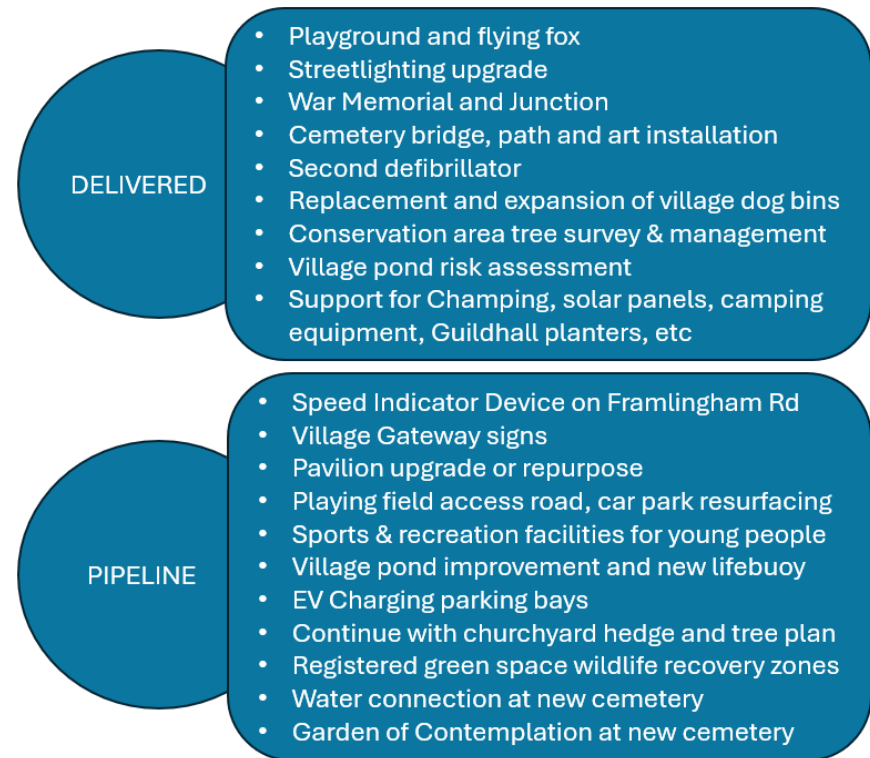 DELIVERED
• Playground and flying fox
• Streetlighting upgrade
• War Memorial and Junction
• Cemetery bridge, path and art installation
• Second defibrillator
• Replacement and expansion of village dog bins
• Conservation area tree survey & management
• Village pond risk assessment
• Support for Champing, solar panels, camping
equipment, Guildhall planters, etc
PIPELINE
• Speed Indicator Device on Framlingham Rd
• Village Gateway signs
• Pavilion upgrade or repurpose
• Playing field access road, car park resurfacing
• Sports & recreation facilities for young people
• Village pond improvement and new lifebuoy
• EV Charging parking bays
• Continue with churchyard hedge and tree plan
• Registered green space wildlife recovery zones
• Water connection at new cemetery
• Garden of Contemplation at new cemetery